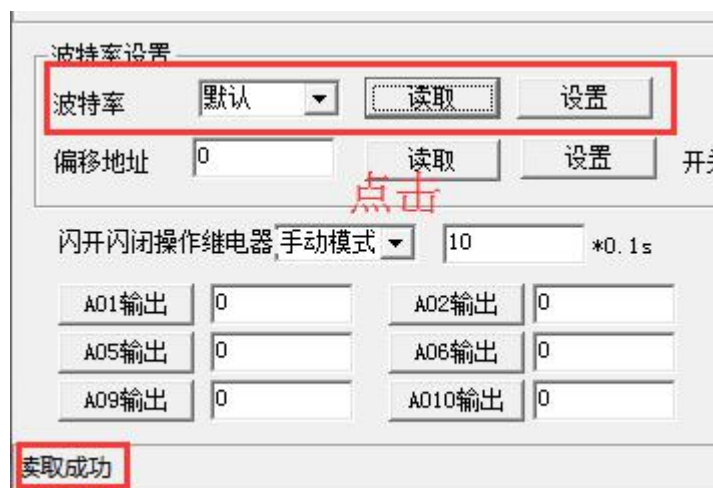 波特率设置
波特率 默认 读取 设置
偏移地址 0 读取 设置 开
点击
闪开闪闭操作继电器 手动模式 10 *0.1s
A01输出 0 A02输出 0
A05输出 0 A06输出 0
A09输出 0 A010输出 0
读取成功